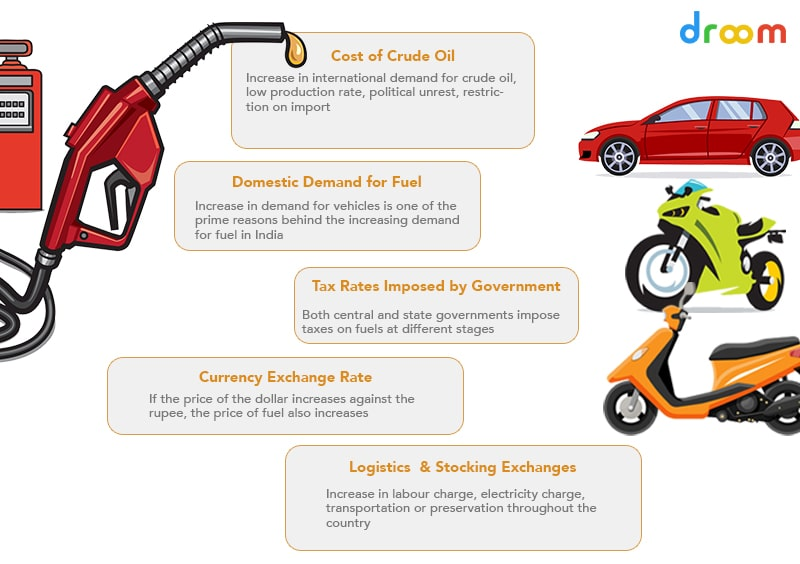 droom
Cost of Crude Oil
Increase in international demand for crude oil,
low production rate, political unrest, restric-
tion on import
Domestic Demand for Fuel
Increase in demand for vehicles is one of the
prime reasons behind the increasing demand
for fuel in India
Tax Rates Imposed by Government
Both central and state governments impose
taxes on fuels at different stages
Currency Exchange Rate
If the price of the dollar increases against the
rupee, the price of fuel also increases
Logistics & Stocking Exchanges
Increase in labour charge, electricity charge,
transportation or preservation throughout the
country